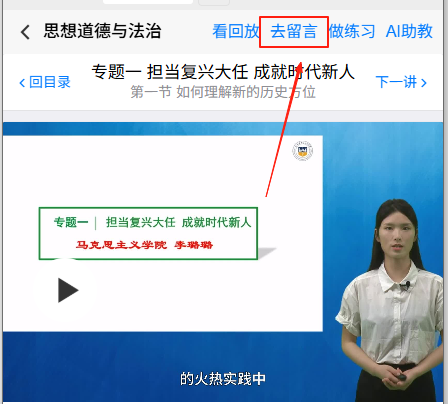 思想道德与法治 看回放 去留言 做练习 AI助教
回目录 专题一 担当复兴大任 成就时代新人 下一讲
第一节 如何理解新的历史方位
专题一 | 担当复兴大任 成就时代新人
马克思主义学院 李璐璐
的火热实践中